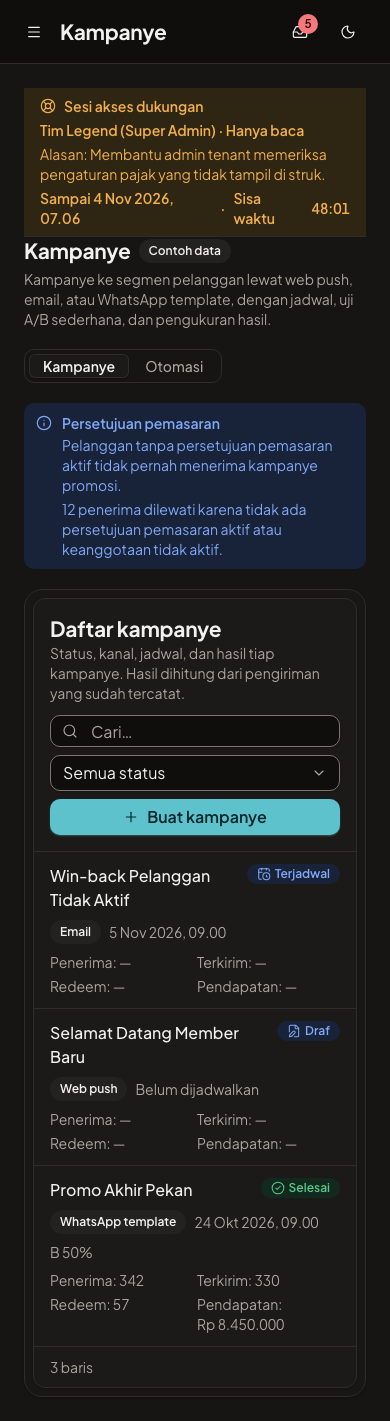 Kampanye
5
Sesi akses dukungan
Tim Legend (Super Admin) · Hanya baca
Alasan: Membantu admin tenant memeriksa
pengaturan pajak yang tidak tampil di struk.
Sampai 4 Nov 2026, 07.06 · Sisa waktu 48:01
Kampanye
Contoh data
Kampanye ke segmen pelanggan lewat web push,
email, atau WhatsApp template, dengan jadwal, uji
A/B sederhana, dan pengukuran hasil.
Kampanye
Otomasi
Persetujuan pemasaran
Pelanggan tanpa persetujuan pemasaran
aktif tidak pernah menerima kampanye
promosi.
12 penerima dilewati karena tidak ada
persetujuan pemasaran aktif atau
keanggotaan tidak aktif.
Daftar kampanye
Status, kanal, jadwal, dan hasil tiap
kampanye. Hasil dihitung dari pengiriman
yang sudah tercatat.
Cari…
Semua status
Buat kampanye
Win-back Pelanggan
Tidak Aktif
Terjadwal
Email 5 Nov 2026, 09.00
Penerima: — Terkirim: —
Redeem: — Pendapatan: —
Selamat Datang Member
Baru
Draf
Web push Belum dijadwalkan
Penerima: — Terkirim: —
Redeem: — Pendapatan: —
Promo Akhir Pekan
Selesai
WhatsApp template 24 Okt 2026, 09.00
B 50%
Penerima: 342 Terkirim: 330
Redeem: 57 Pendapatan:
Rp 8.450.000
3 baris